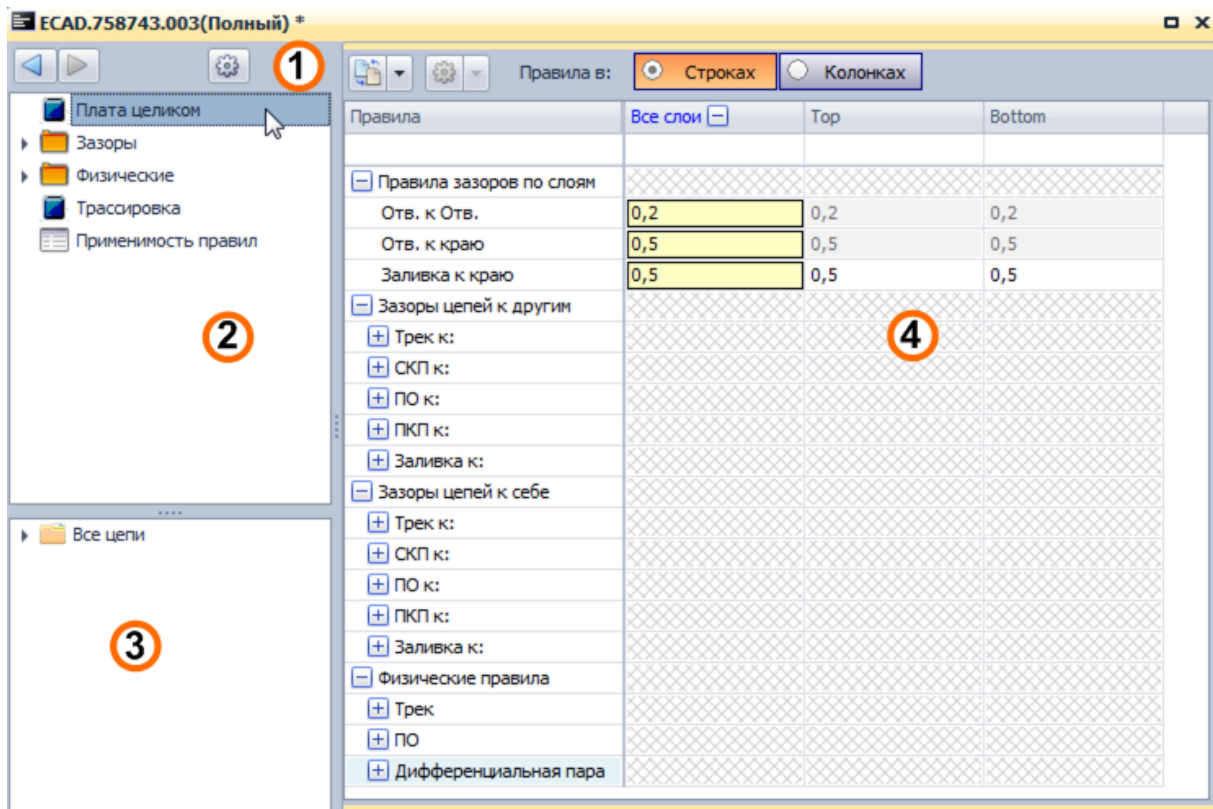 ECAD.758743.003(Полный) *
1
Правила в: Строках Колонках
Плата целиком
Зазоры
Физические
Трассировка
Применимость правил
2
Все цепи
3
Правила Все слои Top Bottom
Правила зазоров по слоям
Отв. к Отв. 0,2 0,2 0,2
Отв. к краю 0,5 0,5 0,5
Заливка к краю 0,5 0,5 0,5
Зазоры цепей к другим
4
Трек к:
СКП к:
ПО к:
ПКП к:
Заливка к:
Зазоры цепей к себе
Трек к:
СКП к:
ПО к:
ПКП к:
Заливка к:
Физические правила
Трек
ПО
Дифференциальная пара